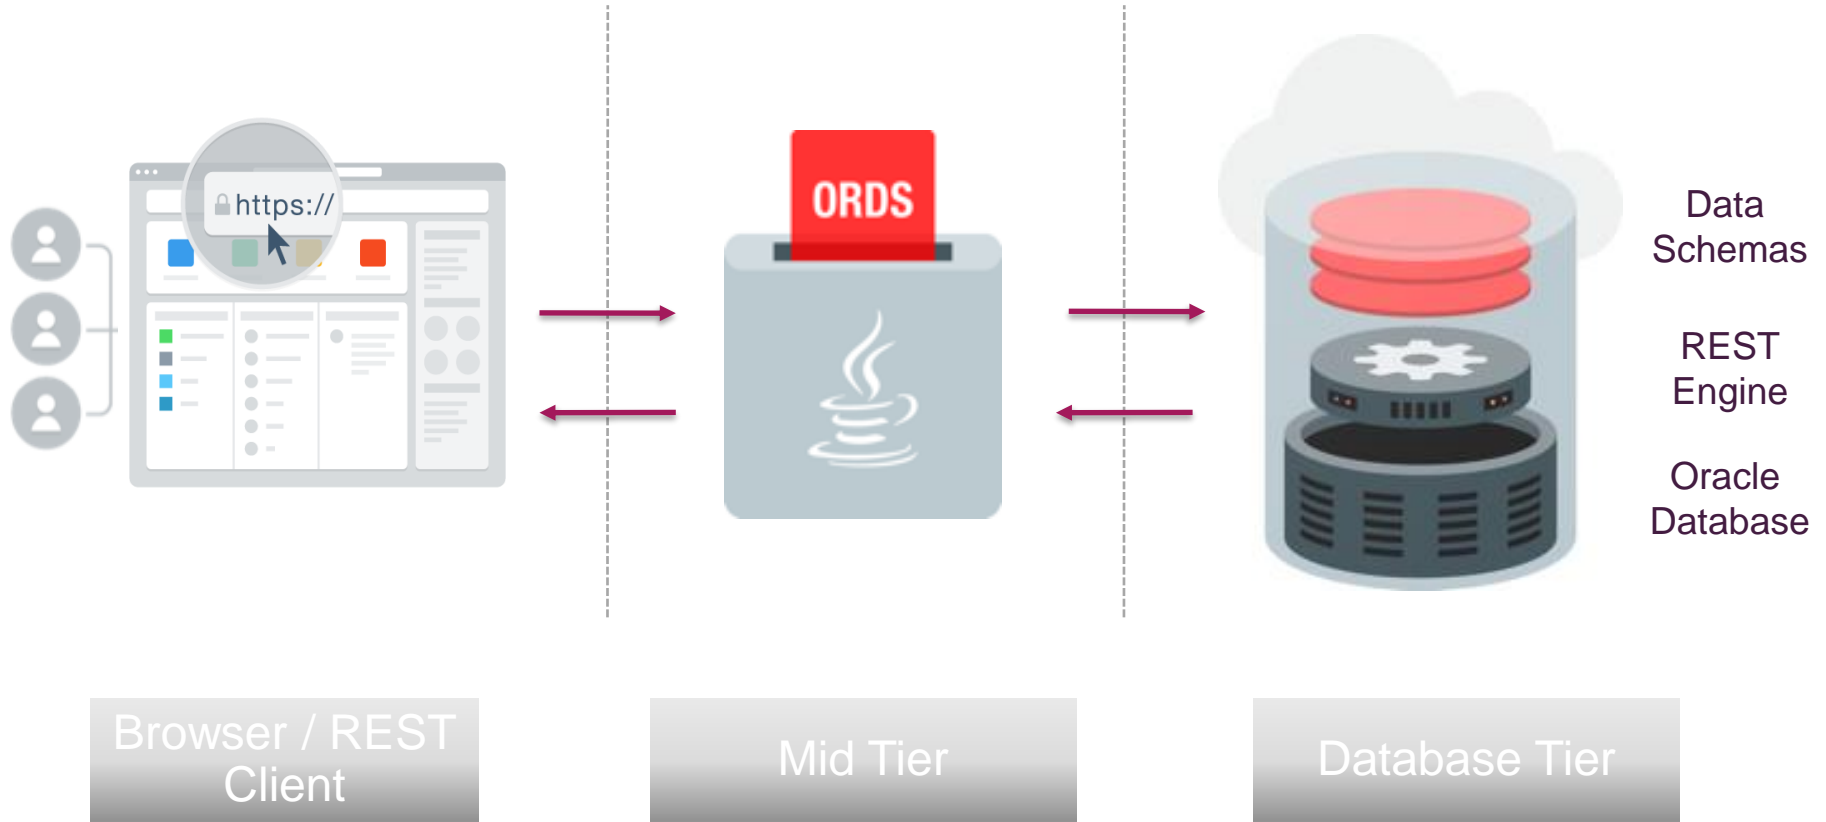 https://
ORDS
Data
Schemas
REST
Engine
Oracle
Database
Browser / REST
Client
Mid Tier
Database Tier